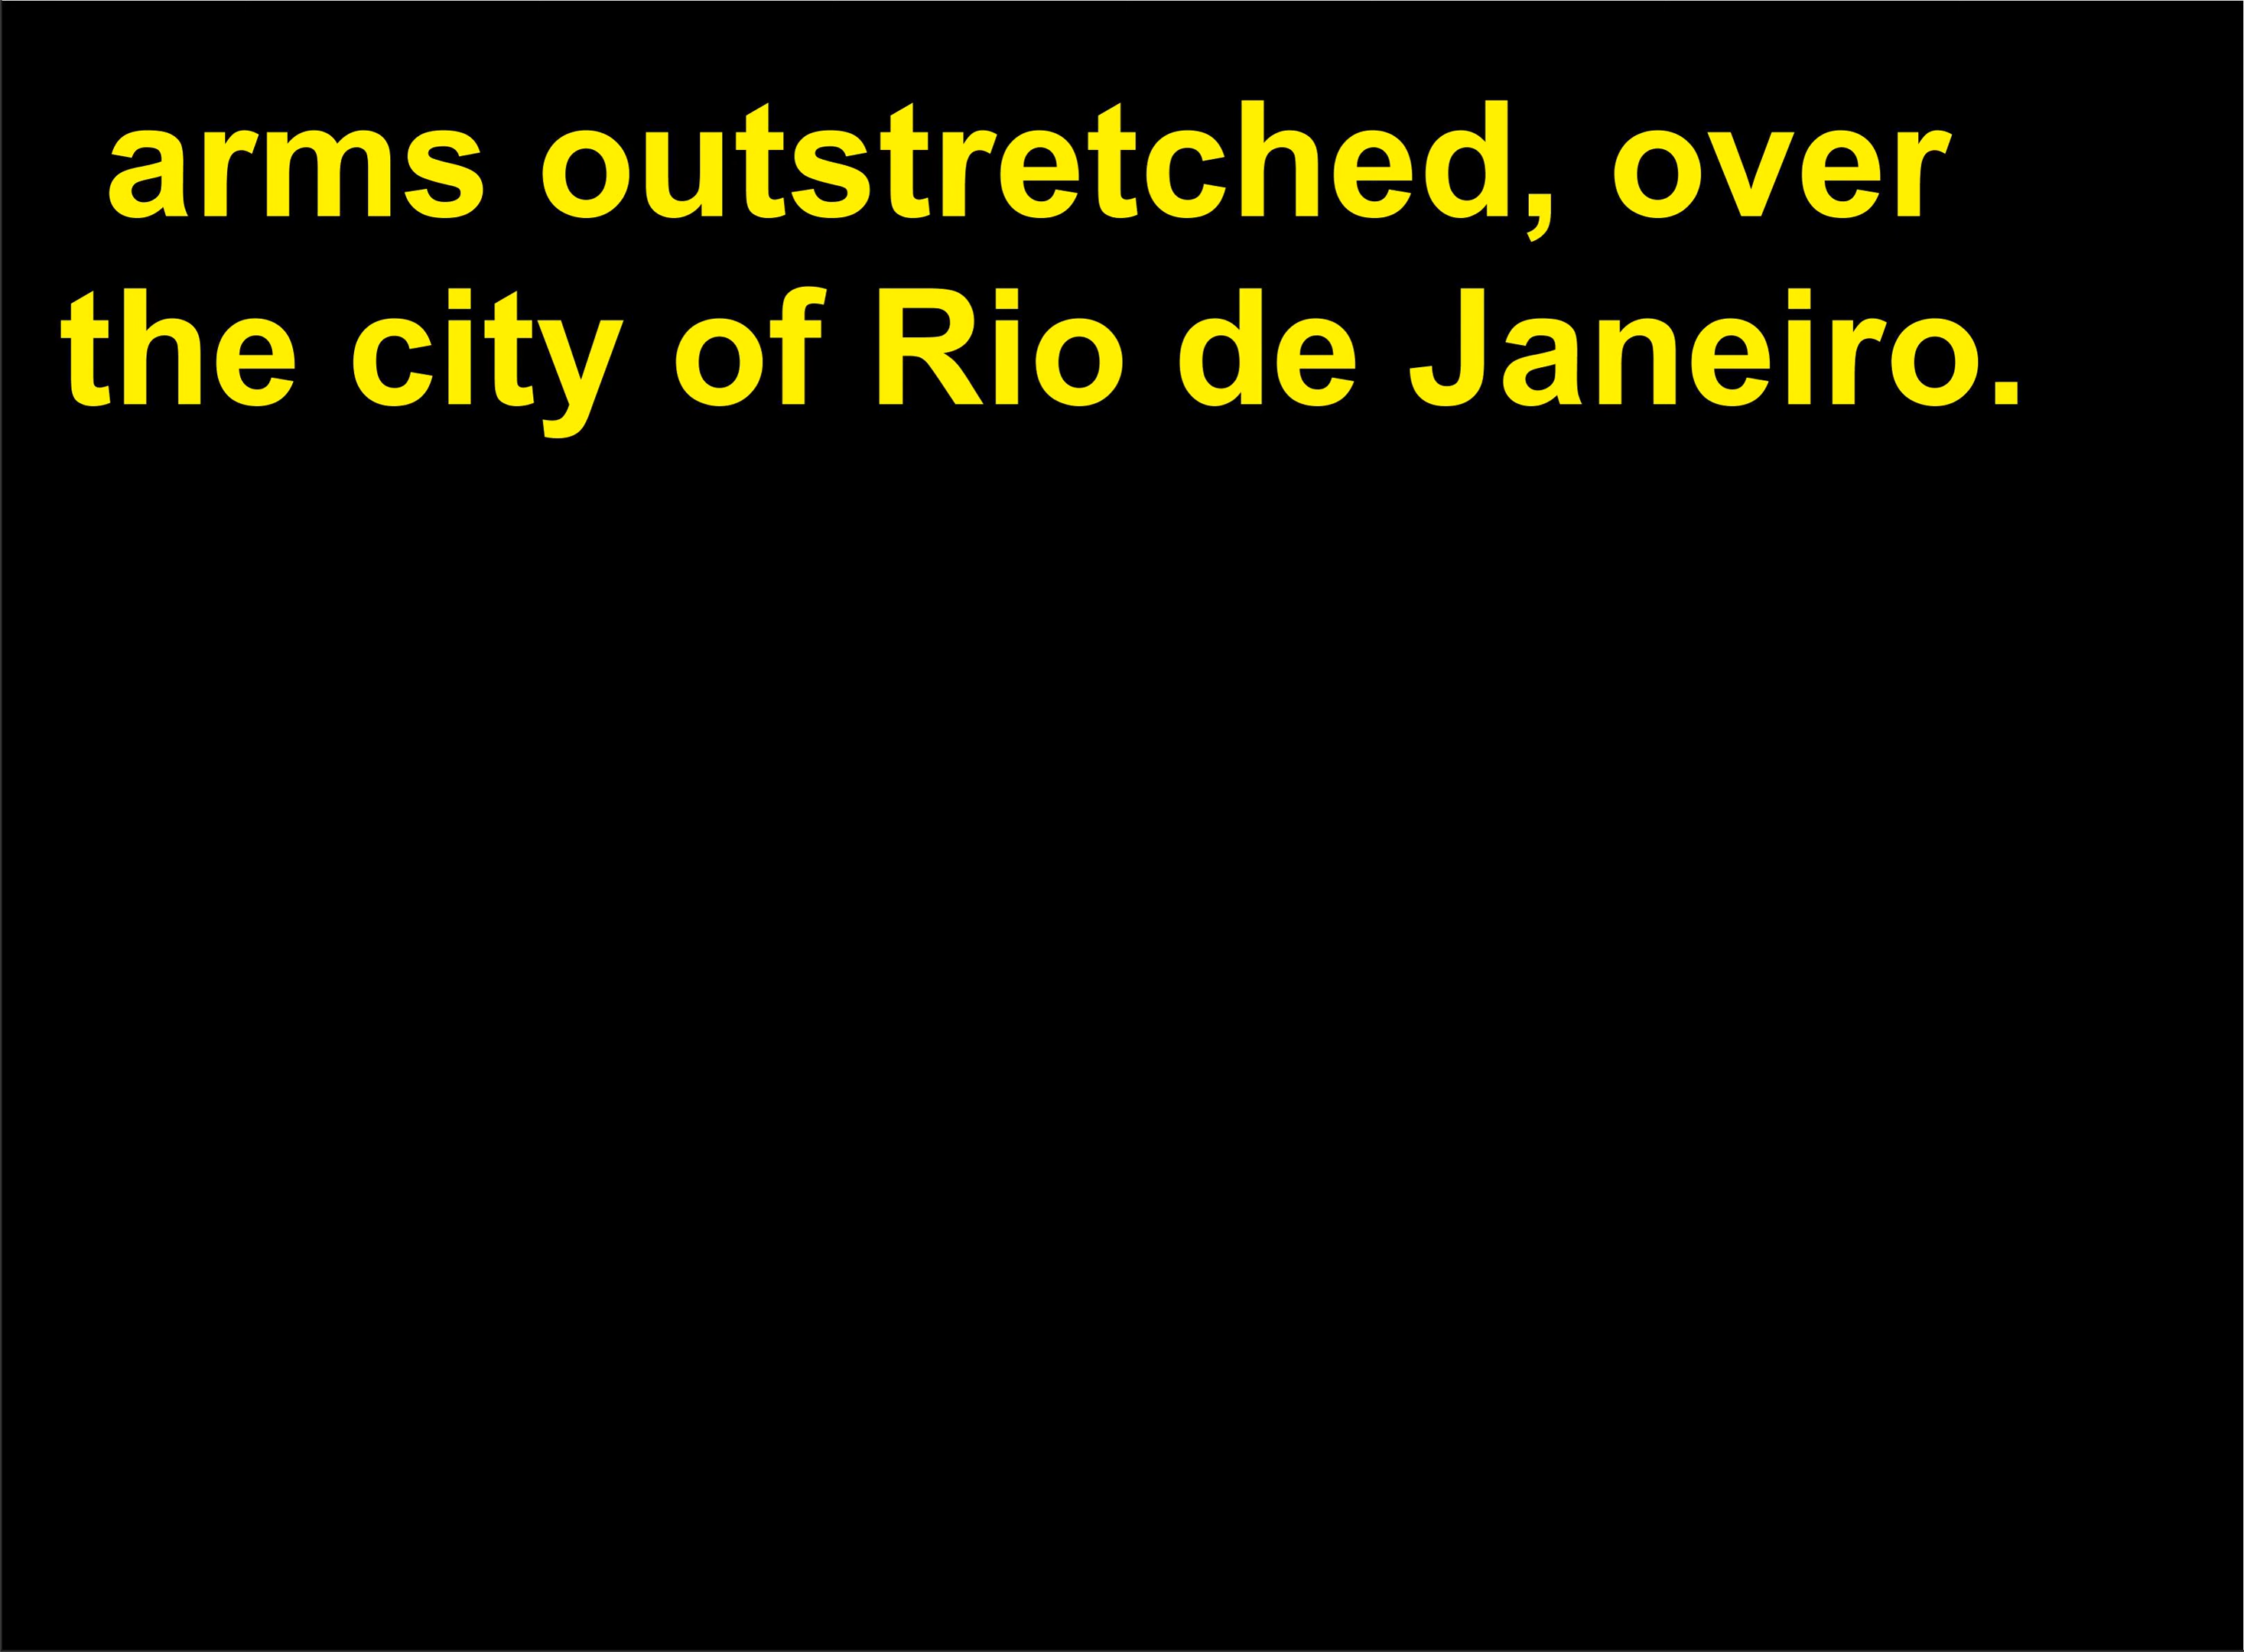 arms outstretched, over
the city of Rio de Janeiro.